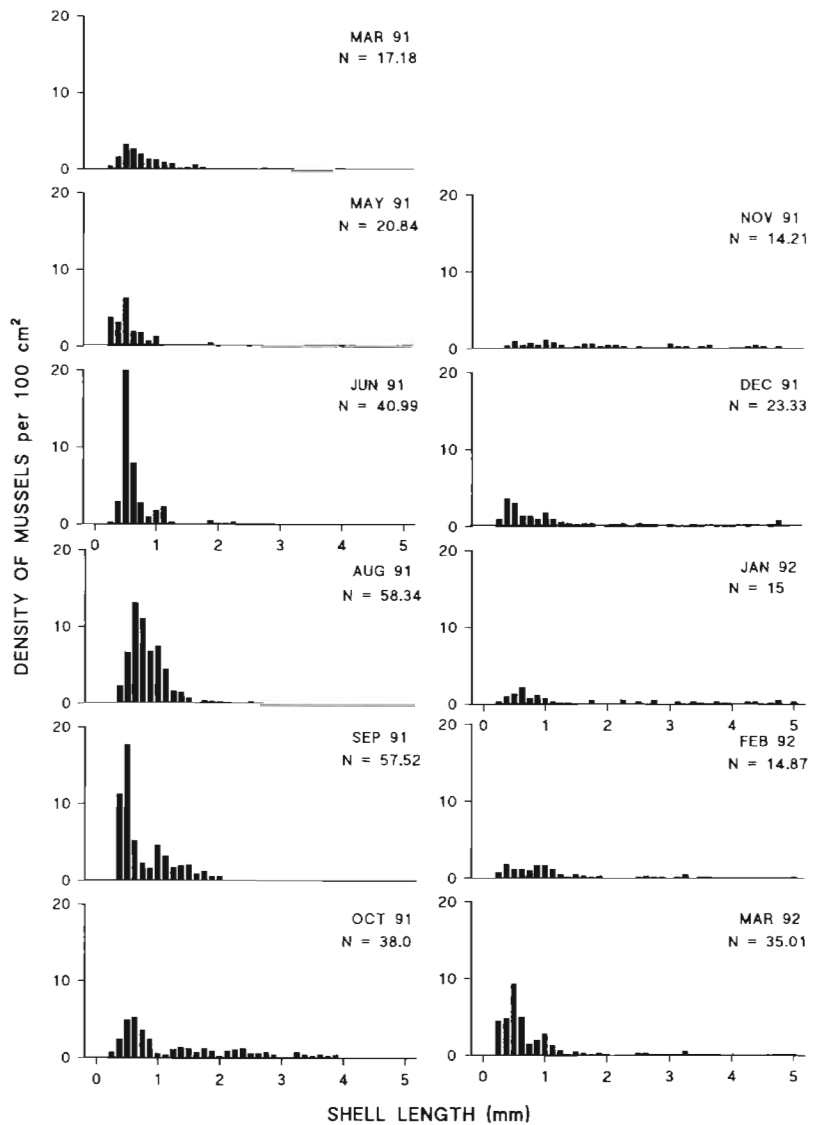 DENSITY OF MUSSELS per 100 cm²
20
10
0
MAR 91
N = 17.18
20
10
0
MAY 91
N = 20.84
20
10
0
JUN 91
N = 40.99
0 1 2 3 4 5
20
10
0
AUG 91
N = 58.34
20
10
0
SEP 91
N = 57.52
20
10
0
OCT 91
N = 38.0
0 1 2 3 4 5
20
10
0
NOV 91
N = 14.21
20
10
0
DEC 91
N = 23.33
20
10
0
JAN 92
N = 15
0 1 2 3 4 5
20
10
0
FEB 92
N = 14.87
20
10
0
MAR 92
N = 35.01
0 1 2 3 4 5
SHELL LENGTH (mm)